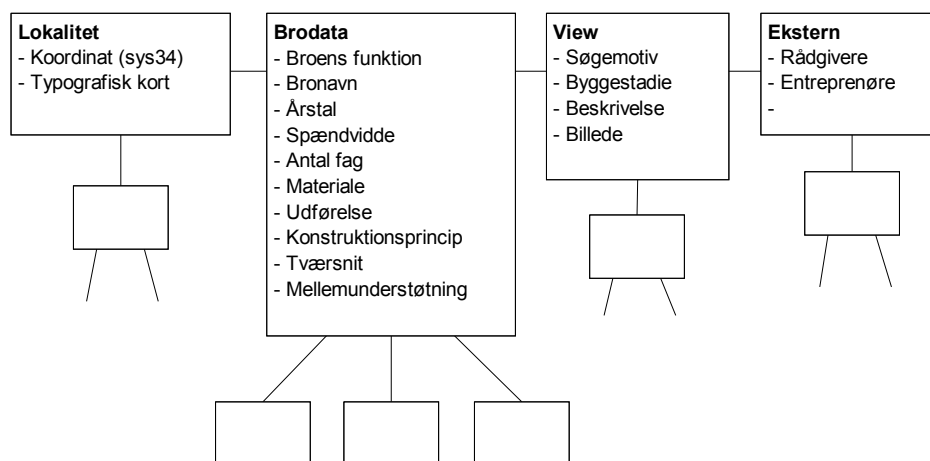 Lokalitet
- Koordinat (sys34)
- Typografisk kort
Brodata
- Broens funktion
- Bronavn
- Årstal
- Spændvidde
- Antal fag
- Materiale
- Udførelse
- Konstruktionsprincip
- Tværsnit
- Mellemunderstøtning
View
- Søgemotiv
- Byggestadie
- Beskrivelse
- Billede
Ekstern
- Rådgivere
- Entreprenøre
-